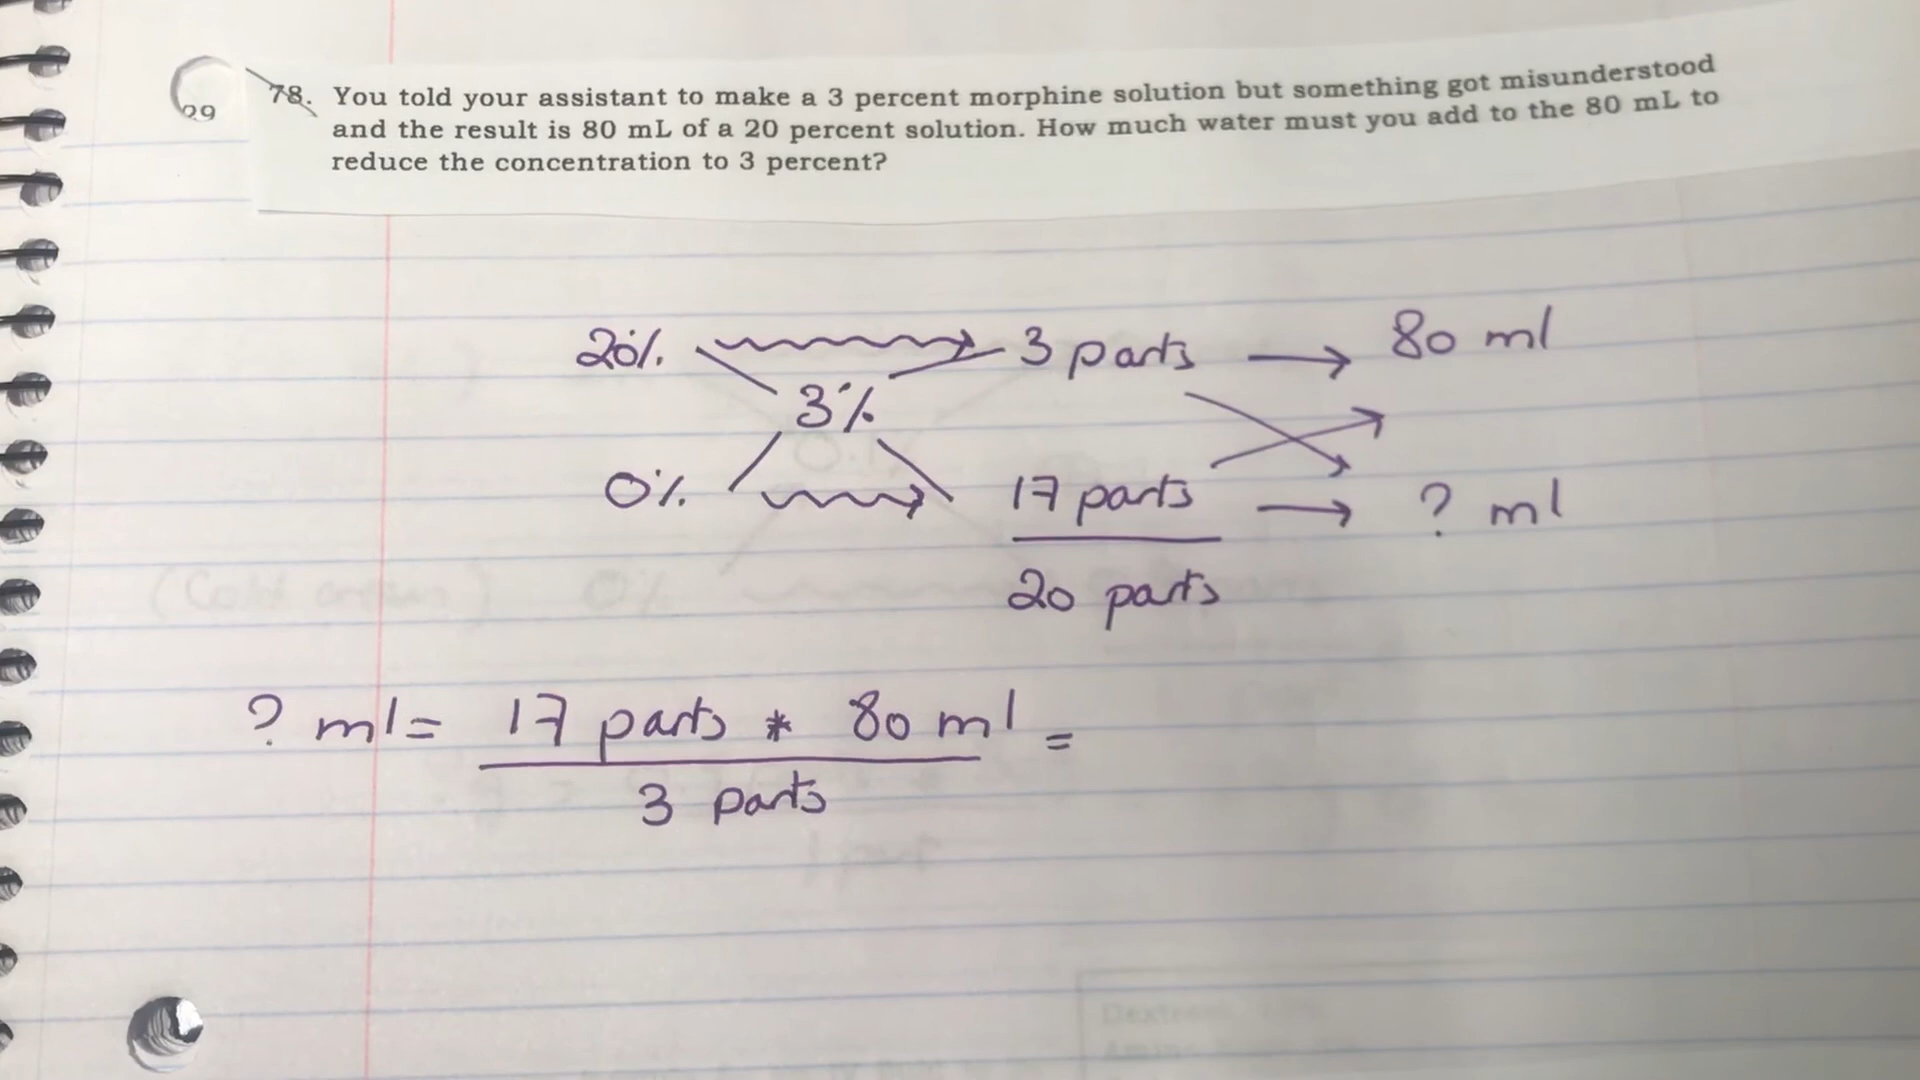 29
78. You told your assistant to make a 3 percent morphine solution but something got misunderstood
and the result is 80 mL of a 20 percent solution. How much water must you add to the 80 mL to
reduce the concentration to 3 percent?
20% 3 parts → 80 ml
3%
0% 17 parts → ? ml
20 parts
? ml = 17 parts * 80 ml =
3 parts
(Cold cream) 0%